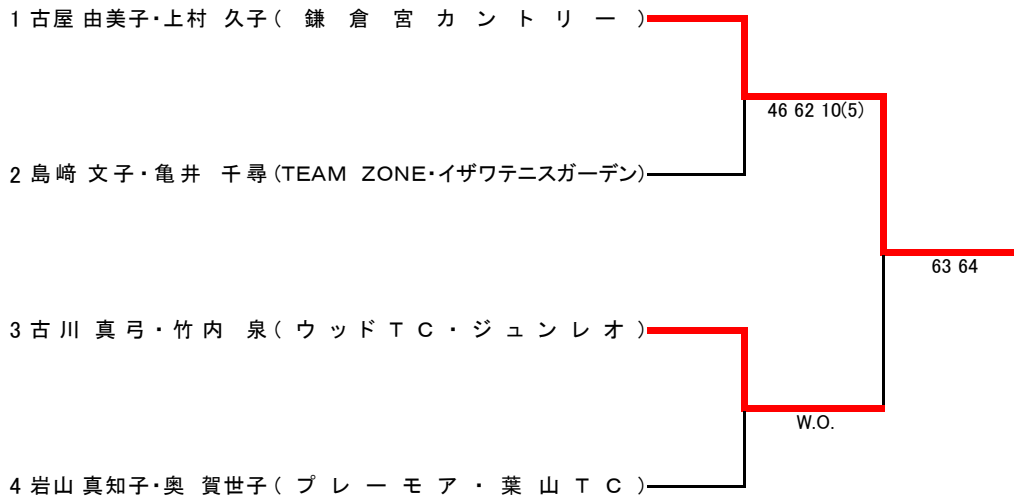 1 古屋 由美子・上村 久子(鎌倉宮カントリー)
46 62 10(5)
2 島﨑 文子・亀井 千尋(TEAM ZONE・イザワテニスガーデン)
63 64
3 古川 真弓・竹内 泉(ウッドTC・ジュンレオ)
W.O.
4 岩山 真知子・奥 賀世子(プレーモア・葉山TC)